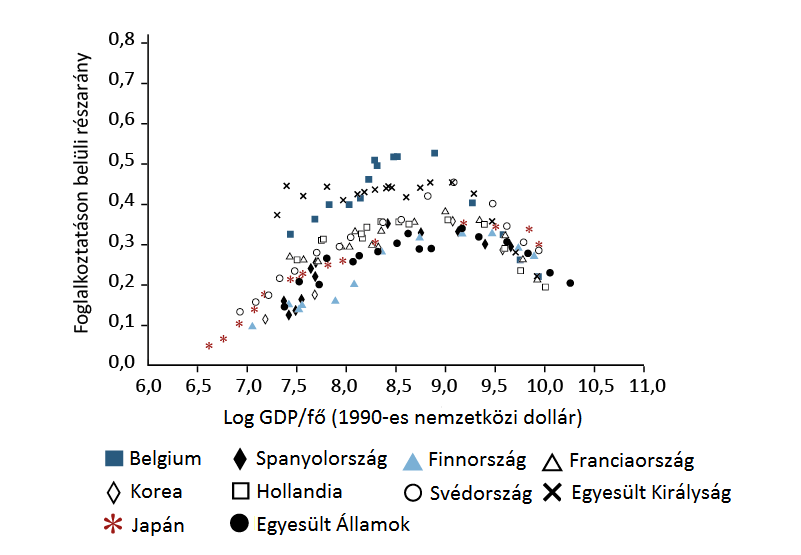 Foglalkoztatáson belüli részarány
0,8
0,7
0,6
0,5
0,4
0,3
0,2
0,1
0,0
6,0 6,5 7,0 7,5 8,0 8,5 9,0 9,5 10,0 10,5 11,0
Log GDP/fő (1990-es nemzetközi dollár)
Belgium Spanyolország Finnország Franciaország
Korea Hollandia Svédország Egyesült Királyság
Japán Egyesült Államok